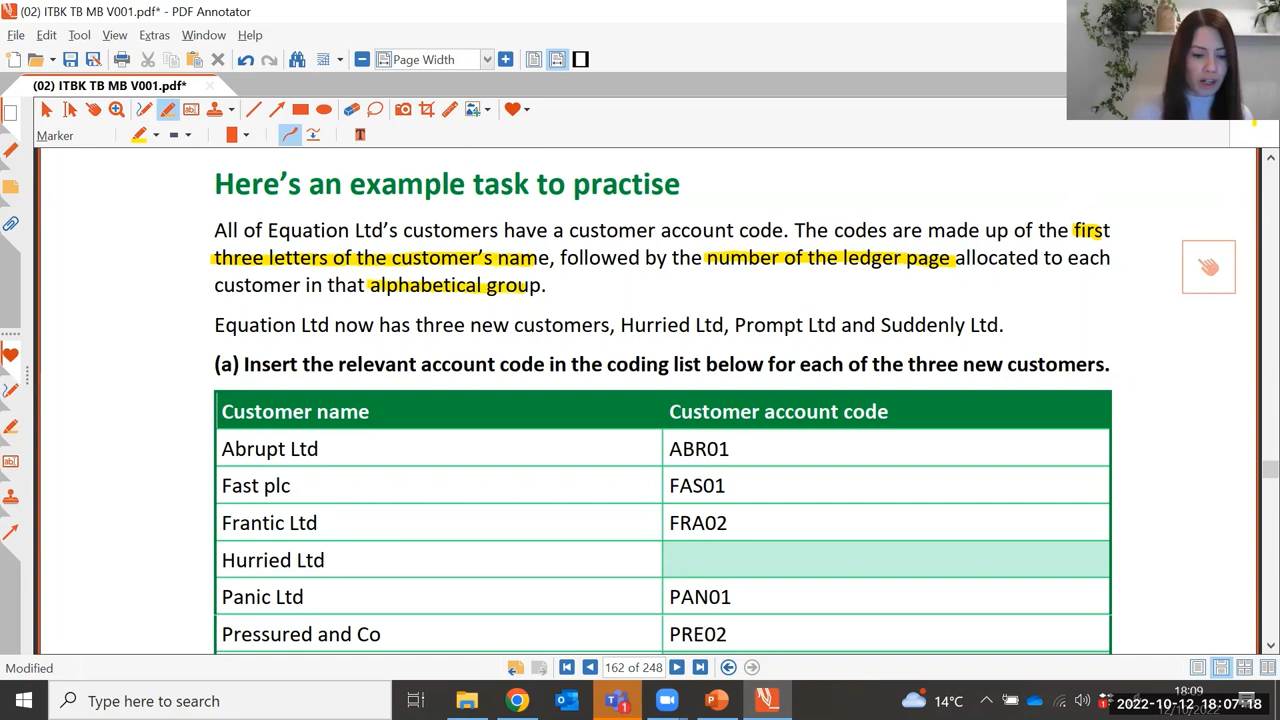 (02) ITBK TB MB V001.pdf* - PDF Annotator
File Edit Tool View Extras Window Help
Page Width
(02) ITBK TB MB V001.pdf*
Marker
Here's an example task to practise
All of Equation Ltd's customers have a customer account code. The codes are made up of the first
three letters of the customer's name, followed by the number of the ledger page allocated to each
customer in that alphabetical group.
Equation Ltd now has three new customers, Hurried Ltd, Prompt Ltd and Suddenly Ltd.
(a) Insert the relevant account code in the coding list below for each of the three new customers.
Customer name Customer account code
Abrupt Ltd ABR01
Fast plc FAS01
Frantic Ltd FRA02
Hurried Ltd
Panic Ltd PAN01
Pressured and Co PRE02
Modified 162 of 248
Type here to search 14°C 18:09
2022-10-12 18:07:18